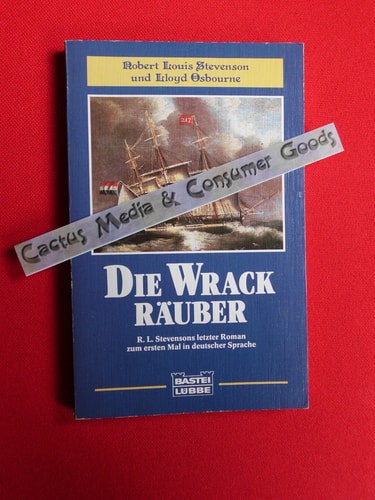 Robert Louis Stevenson
und Lloyd Osbourne
Cactus Media & Consumer Goods
DIE WRACK
RÄUBER
R. L. Stevensons letzter Roman
zum ersten Mal in deutscher Sprache
BASTEI
LÜBBE